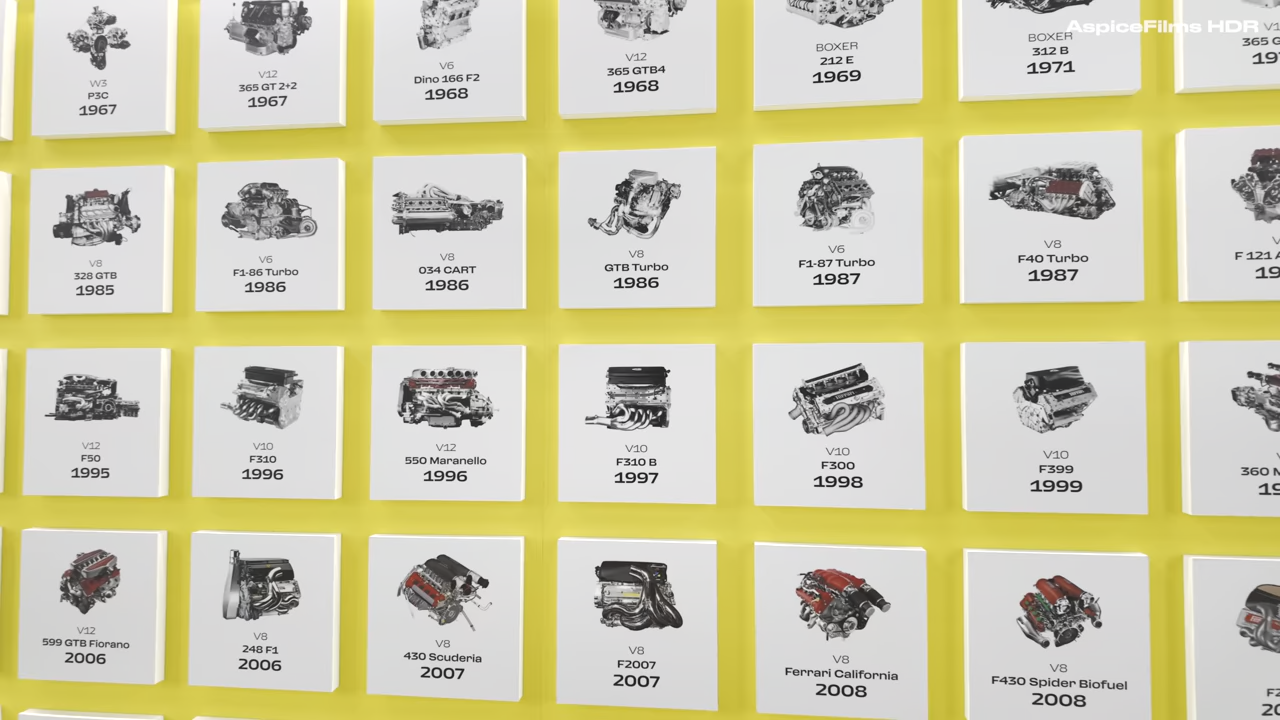 AspiceFilms HDR
W3
P3C
1967
V12
365 GT 2+2
1967
V6
Dino 166 F2
1968
V12
365 GTB4
1968
BOXER
212 E
1969
BOXER
312 B
1971
365 G
V8
328 GTB
1985
V6
F1-86 Turbo
1986
V8
034 CART
1986
V8
GTB Turbo
1986
V6
F1-87 Turbo
1987
V8
F40 Turbo
1987
F 121
V12
F50
1995
V10
F310
1996
V12
550 Maranello
1996
V10
F310 B
1997
V10
F300
1998
V10
F399
1999
360
V12
599 GTB Fiorano
2006
V8
248 F1
2006
V8
430 Scuderia
2007
V8
F2007
2007
V8
Ferrari California
2008
V8
F430 Spider Biofuel
2008